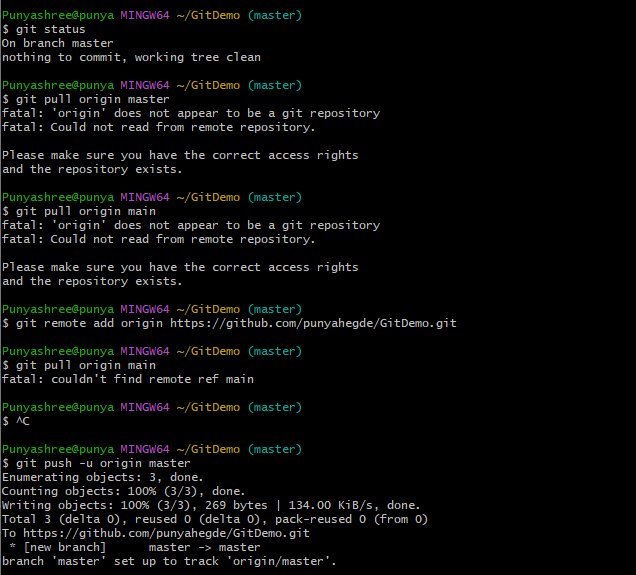 Punyashree@punya MINGW64 ~/GitDemo (master)
$ git status
On branch master
nothing to commit, working tree clean
Punyashree@punya MINGW64 ~/GitDemo (master)
$ git pull origin master
fatal: 'origin' does not appear to be a git repository
fatal: Could not read from remote repository.
Please make sure you have the correct access rights
and the repository exists.
Punyashree@punya MINGW64 ~/GitDemo (master)
$ git pull origin main
fatal: 'origin' does not appear to be a git repository
fatal: Could not read from remote repository.
Please make sure you have the correct access rights
and the repository exists.
Punyashree@punya MINGW64 ~/GitDemo (master)
$ git remote add origin https://github.com/punyahegde/GitDemo.git
Punyashree@punya MINGW64 ~/GitDemo (master)
$ git pull origin main
fatal: couldn't find remote ref main
Punyashree@punya MINGW64 ~/GitDemo (master)
$ ^C
Punyashree@punya MINGW64 ~/GitDemo (master)
$ git push -u origin master
Enumerating objects: 3, done.
Counting objects: 100% (3/3), done.
Writing objects: 100% (3/3), 269 bytes | 134.00 KiB/s, done.
Total 3 (delta 0), reused 0 (delta 0), pack-reused 0 (from 0)
To https://github.com/punyahegde/GitDemo.git
 * [new branch]      master -> master
branch 'master' set up to track 'origin/master'.